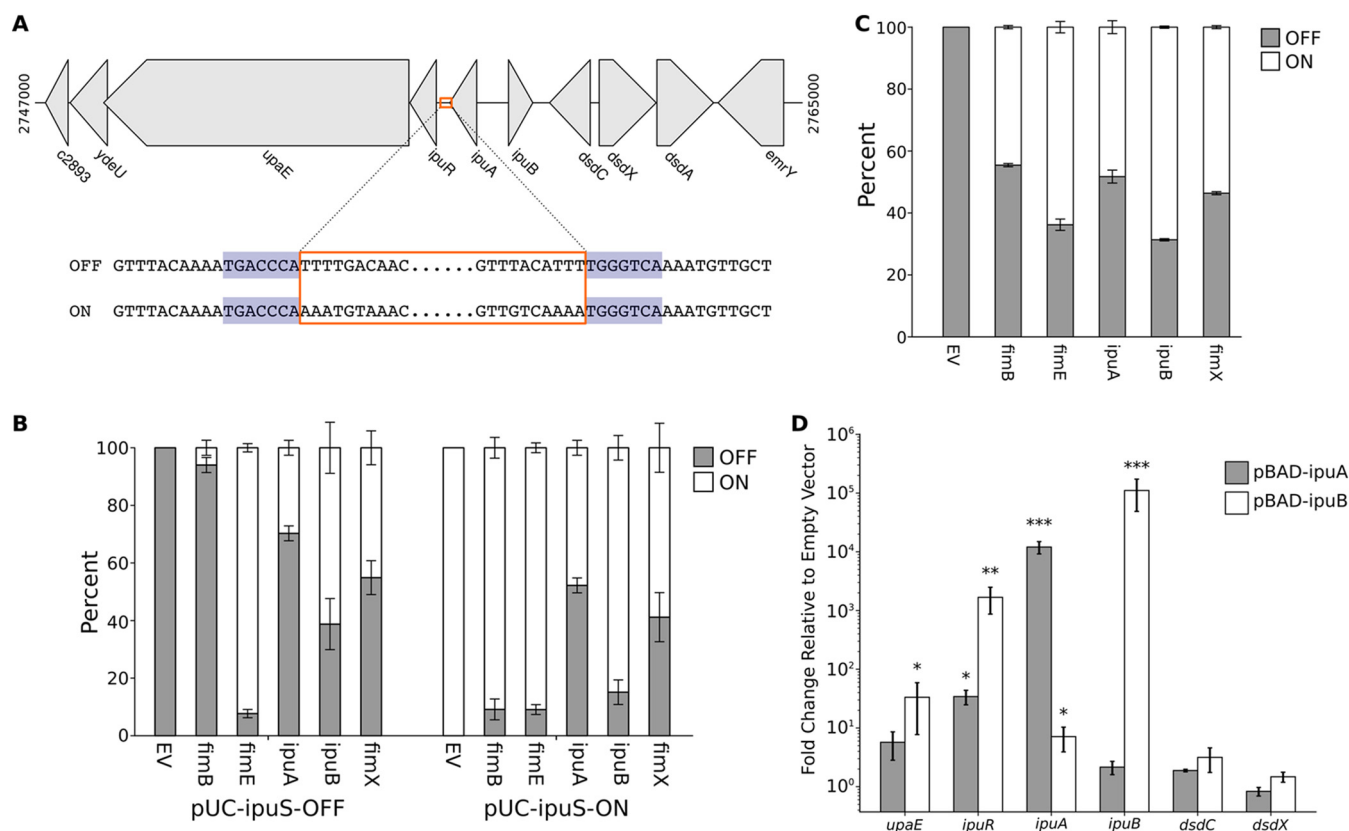 A
2747000
c2893
ydeU
upaE
ipuR
ipuA
ipuB
dsdC
dsdX
dsdA
emrY
2765000
OFF GTTTACAAAATGACCCATTTTGACAAC......GTTTACATTTTGGGTCAAAATGTTGCT
ON GTTTACAAAATGACCCAAAATGTAAAC......GTTGTCAAAATGGGTCAAAATGTTGCT
B
Percent
100
80
60
40
20
0
EV
fimB
fimE
ipuA
ipuB
fimX
pUC-ipuS-OFF
EV
fimB
fimE
ipuA
ipuB
fimX
pUC-ipuS-ON
OFF
ON
C
Percent
100
80
60
40
20
0
EV
fimB
fimE
ipuA
ipuB
fimX
OFF
ON
D
Fold Change Relative to Empty Vector
10⁶
10⁵
10⁴
10³
10²
10¹
10⁰
*
*
**
***
*
***
upaE
ipuR
ipuA
ipuB
dsdC
dsdX
pBAD-ipuA
pBAD-ipuB